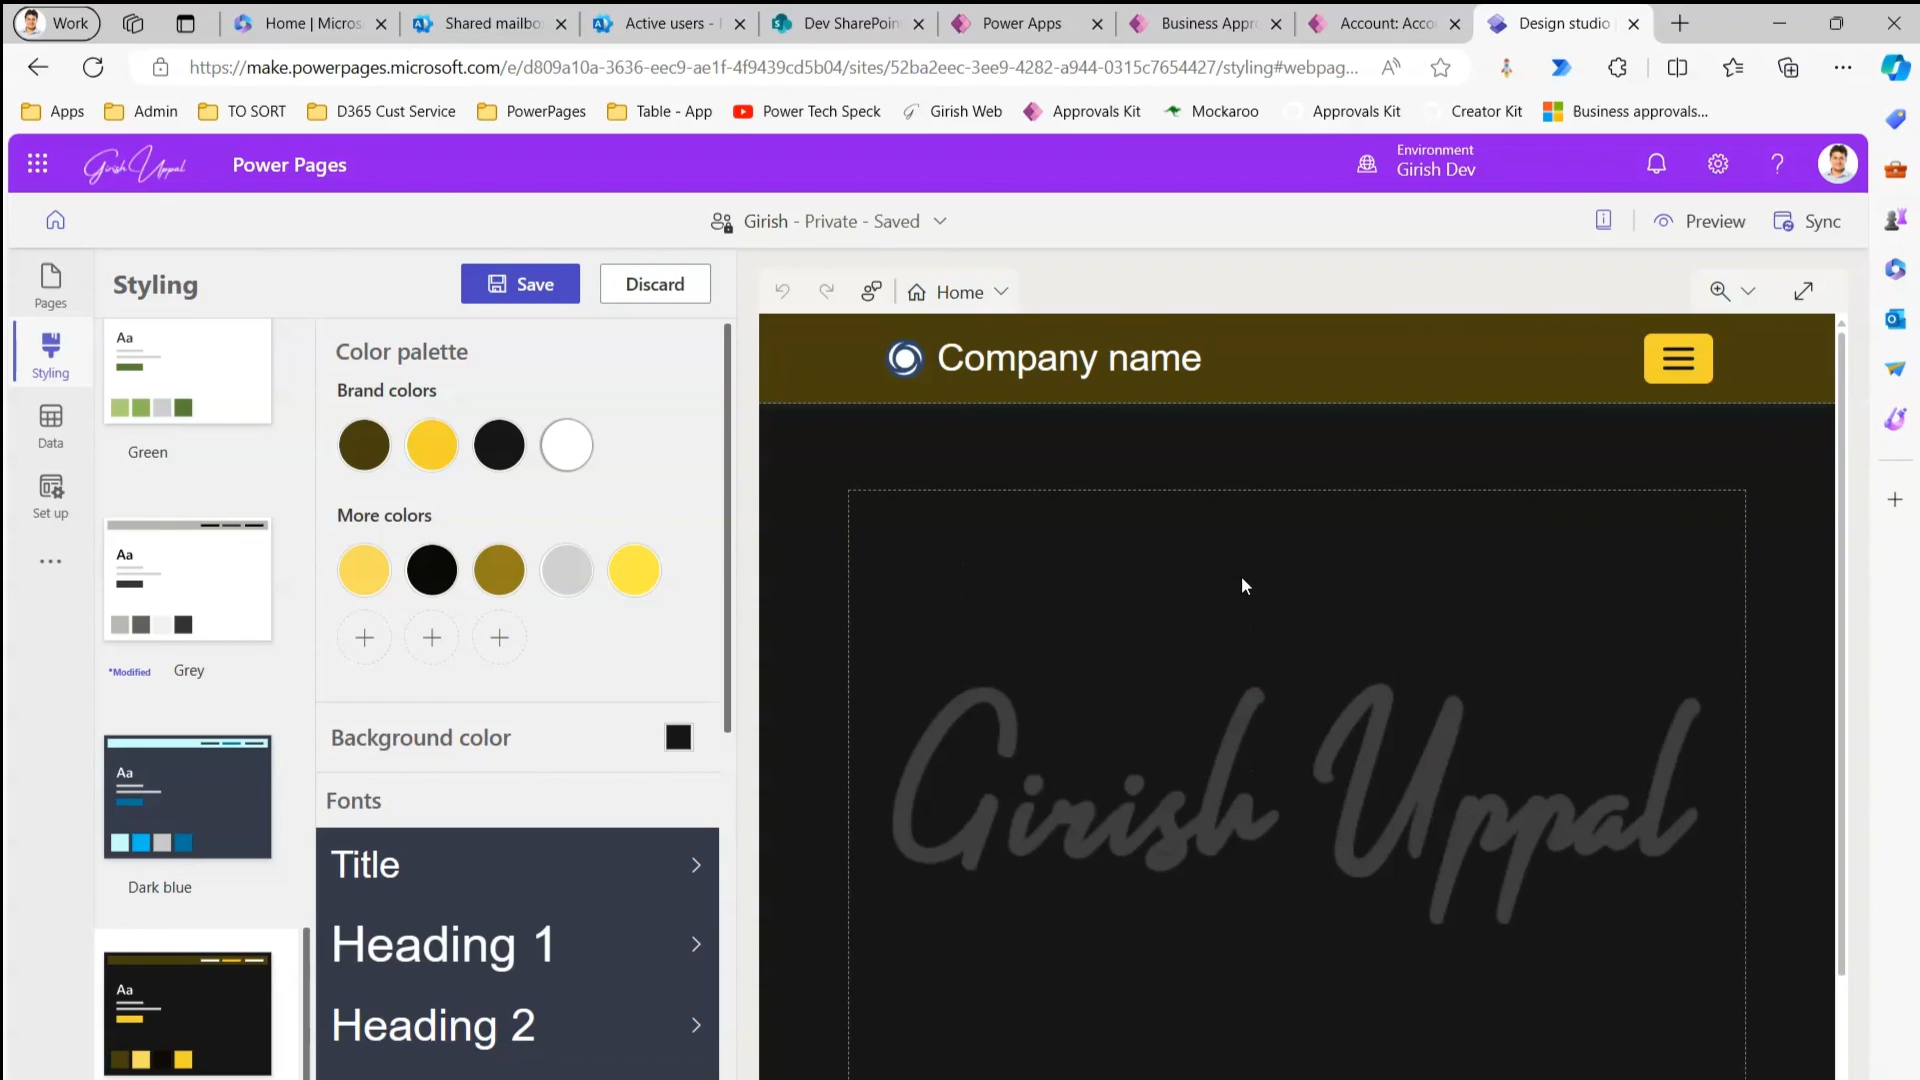 Work
Home | Micros
Shared mailbo
Active users -
Dev SharePoin
Power Apps
Business Appr
Account: Acco
Design studio
https://make.powerpages.microsoft.com/e/d809a10a-3636-eec9-ae1f-4f9439cd5b04/sites/52ba2eec-3ee9-4282-a944-0315c7654427/styling#webpag...
Apps
Admin
TO SORT
D365 Cust Service
PowerPages
Table - App
Power Tech Speck
Girish Web
Approvals Kit
Mockaroo
Approvals Kit
Creator Kit
Business approvals...
Girish Uppal
Power Pages
Environment
Girish Dev
Girish - Private - Saved
Preview
Sync
Pages
Styling
Data
Set up
Styling
Save
Discard
Aa
Green
Aa
*Modified Grey
Aa
Dark blue
Aa
Color palette
Brand colors
More colors
Background color
Fonts
Title
Heading 1
Heading 2
Home
Company name
Girish Uppal